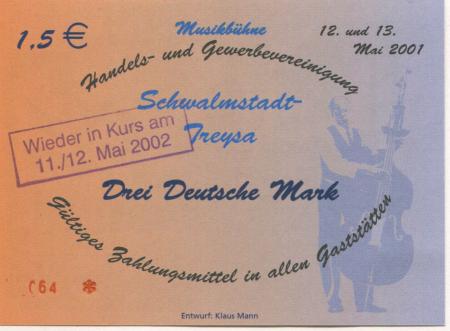 1,5 €
Musikbühne
12. und 13.
Mai 2001
Handels- und Gewerbevereinigung
Schwalmstadt-
Treysa
Wieder in Kurs am
11./12. Mai 2002
Drei Deutsche Mark
Gültiges Zahlungsmittel in allen Gaststätten
064 *
Entwurf: Klaus Mann